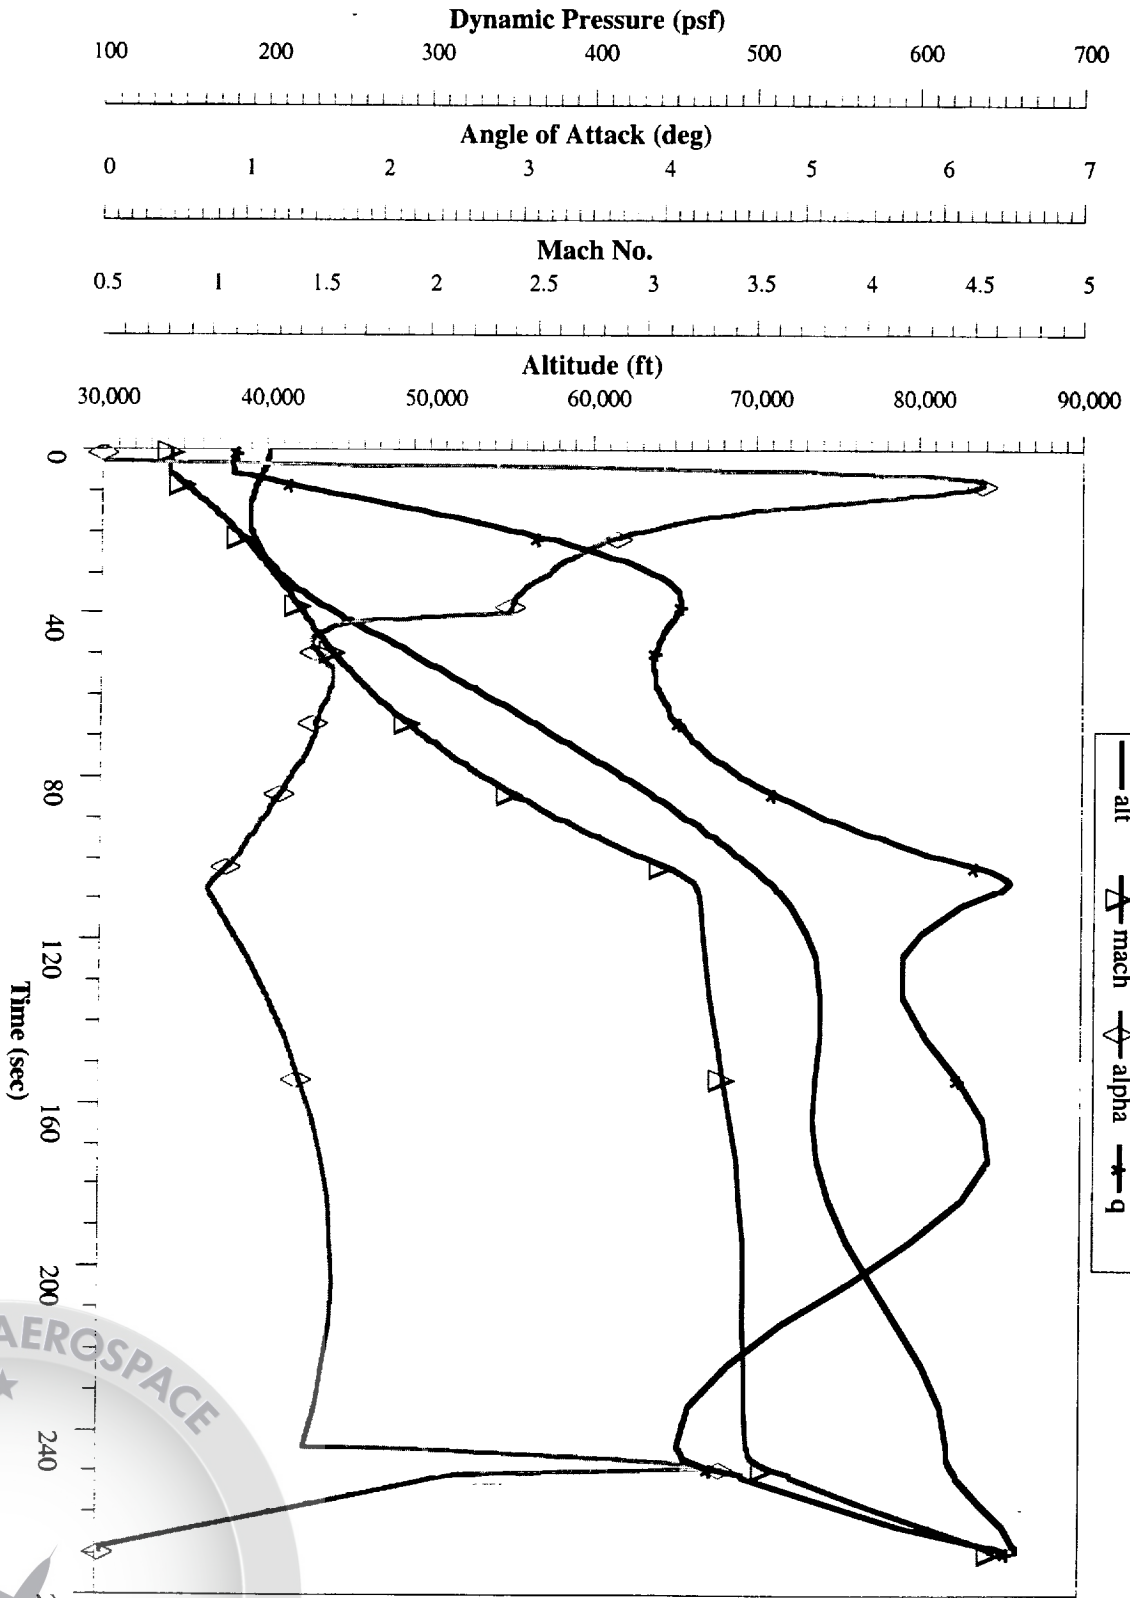 Dynamic Pressure (psf)
100 200 300 400 500 600 700
Angle of Attack (deg)
0 1 2 3 4 5 6 7
Mach No.
0.5 1 1.5 2 2.5 3 3.5 4 4.5 5
Altitude (ft)
30,000 40,000 50,000 60,000 70,000 80,000 90,000
0
40
80
120
160
200
240
Time (sec)
alt mach alpha q
AEROSPACE